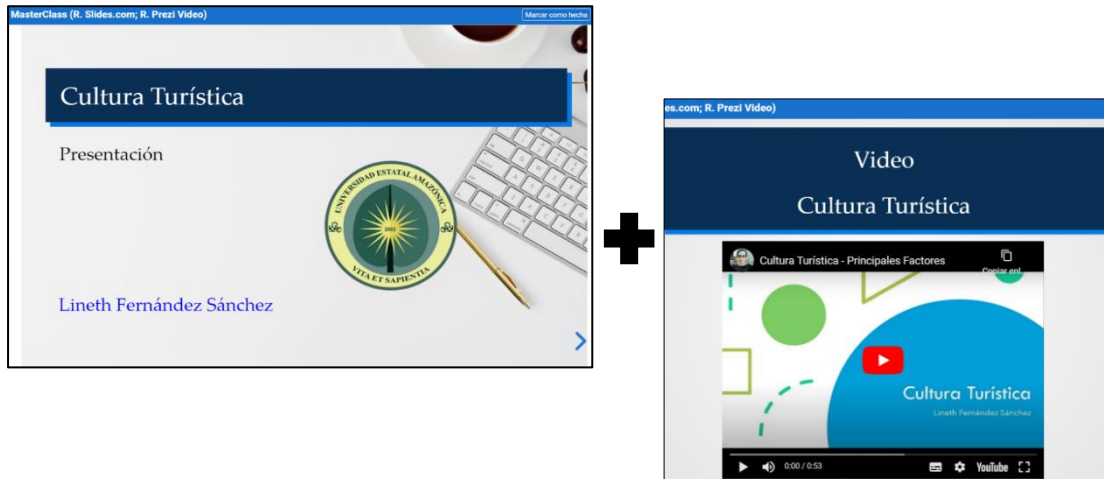 MasterClass (R. Slides.com; R. Prezi Video)
Marcar como hecha
Cultura Turística
Presentación
UNIVERSIDAD ESTATAL AMAZÓNICA
2002
VITA ET SAPIENTIA
Lineth Fernández Sánchez
es.com; R. Prezi Video)
Video
Cultura Turística
Cultura Turística - Principales Factores
Copiar enl
Cultura Turística
Lineth Fernández Sánchez
0:00 / 0:53
YouTube